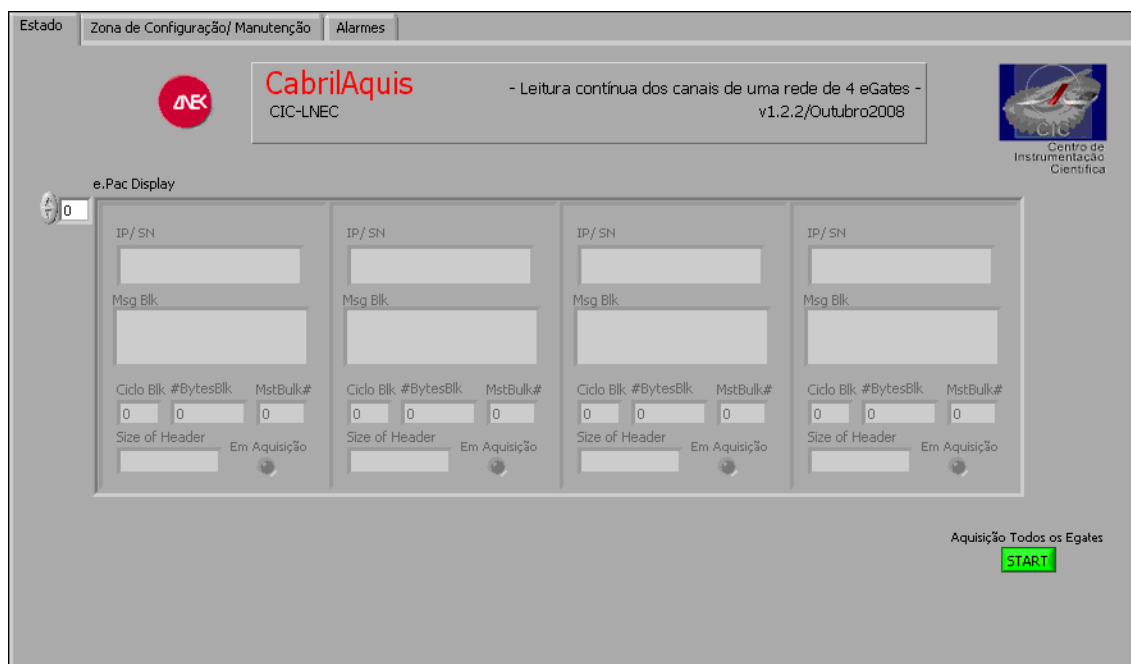 Estado Zona de Configuração/ Manutenção Alarmes
LNEC
CabrilAquis
CIC-LNEC
- Leitura contínua dos canais de uma rede de 4 eGates -
v1.2.2/Outubro2008
CIC
Centro de
Instrumentação
Científica
e.Pac Display
0
IP/ SN IP/ SN IP/ SN IP/ SN
Msg Blk Msg Blk Msg Blk Msg Blk
Ciclo Blk #BytesBlk MstBulk# Ciclo Blk #BytesBlk MstBulk# Ciclo Blk #BytesBlk MstBulk# Ciclo Blk #BytesBlk MstBulk#
0 0 0 0 0 0 0 0 0 0 0 0
Size of Header Em Aquisição Size of Header Em Aquisição Size of Header Em Aquisição Size of Header Em Aquisição
Aquisição Todos os Egates
START